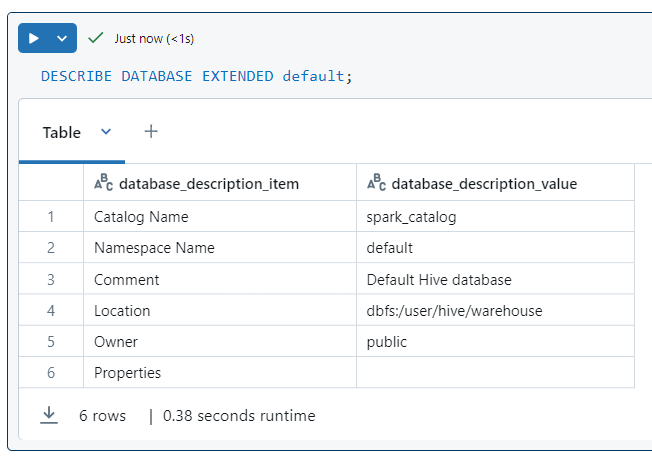 Just now (<1s)
DESCRIBE DATABASE EXTENDED default;
Table
database_description_item database_description_value
1 Catalog Name spark_catalog
2 Namespace Name default
3 Comment Default Hive database
4 Location dbfs:/user/hive/warehouse
5 Owner public
6 Properties
6 rows | 0.38 seconds runtime